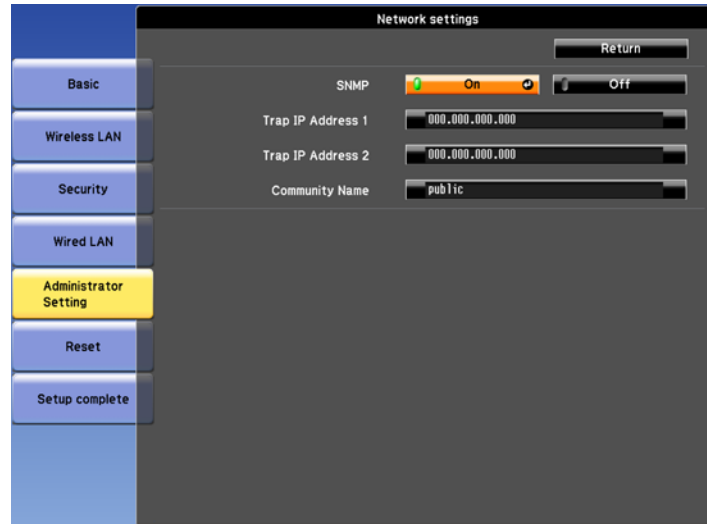 Network settings
Return
Basic
Wireless LAN
Security
Wired LAN
Administrator
Setting
Reset
Setup complete
SNMP On Off
Trap IP Address 1 000.000.000.000
Trap IP Address 2 000.000.000.000
Community Name public